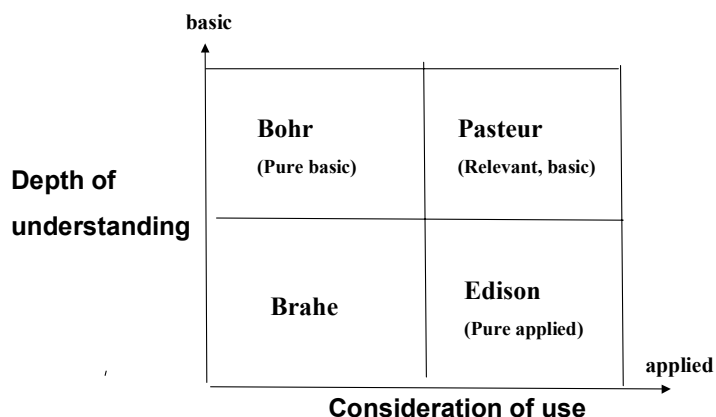 basic
Bohr
(Pure basic)
Pasteur
(Relevant, basic)
Depth of
understanding
Brahe
Edison
(Pure applied)
applied
Consideration of use